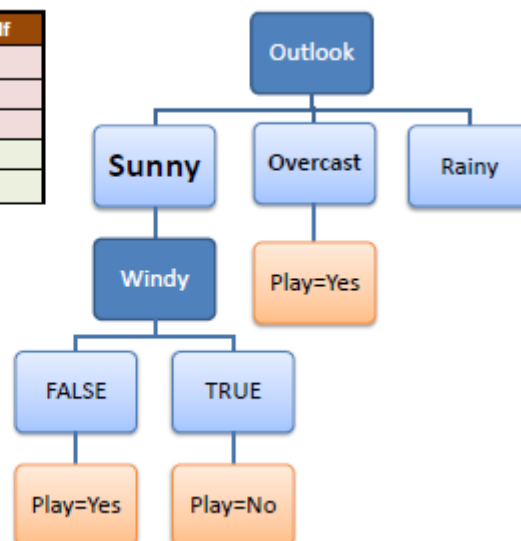 Outlook
Sunny
Overcast
Rainy
Windy
Play=Yes
FALSE
TRUE
Play=Yes
Play=No